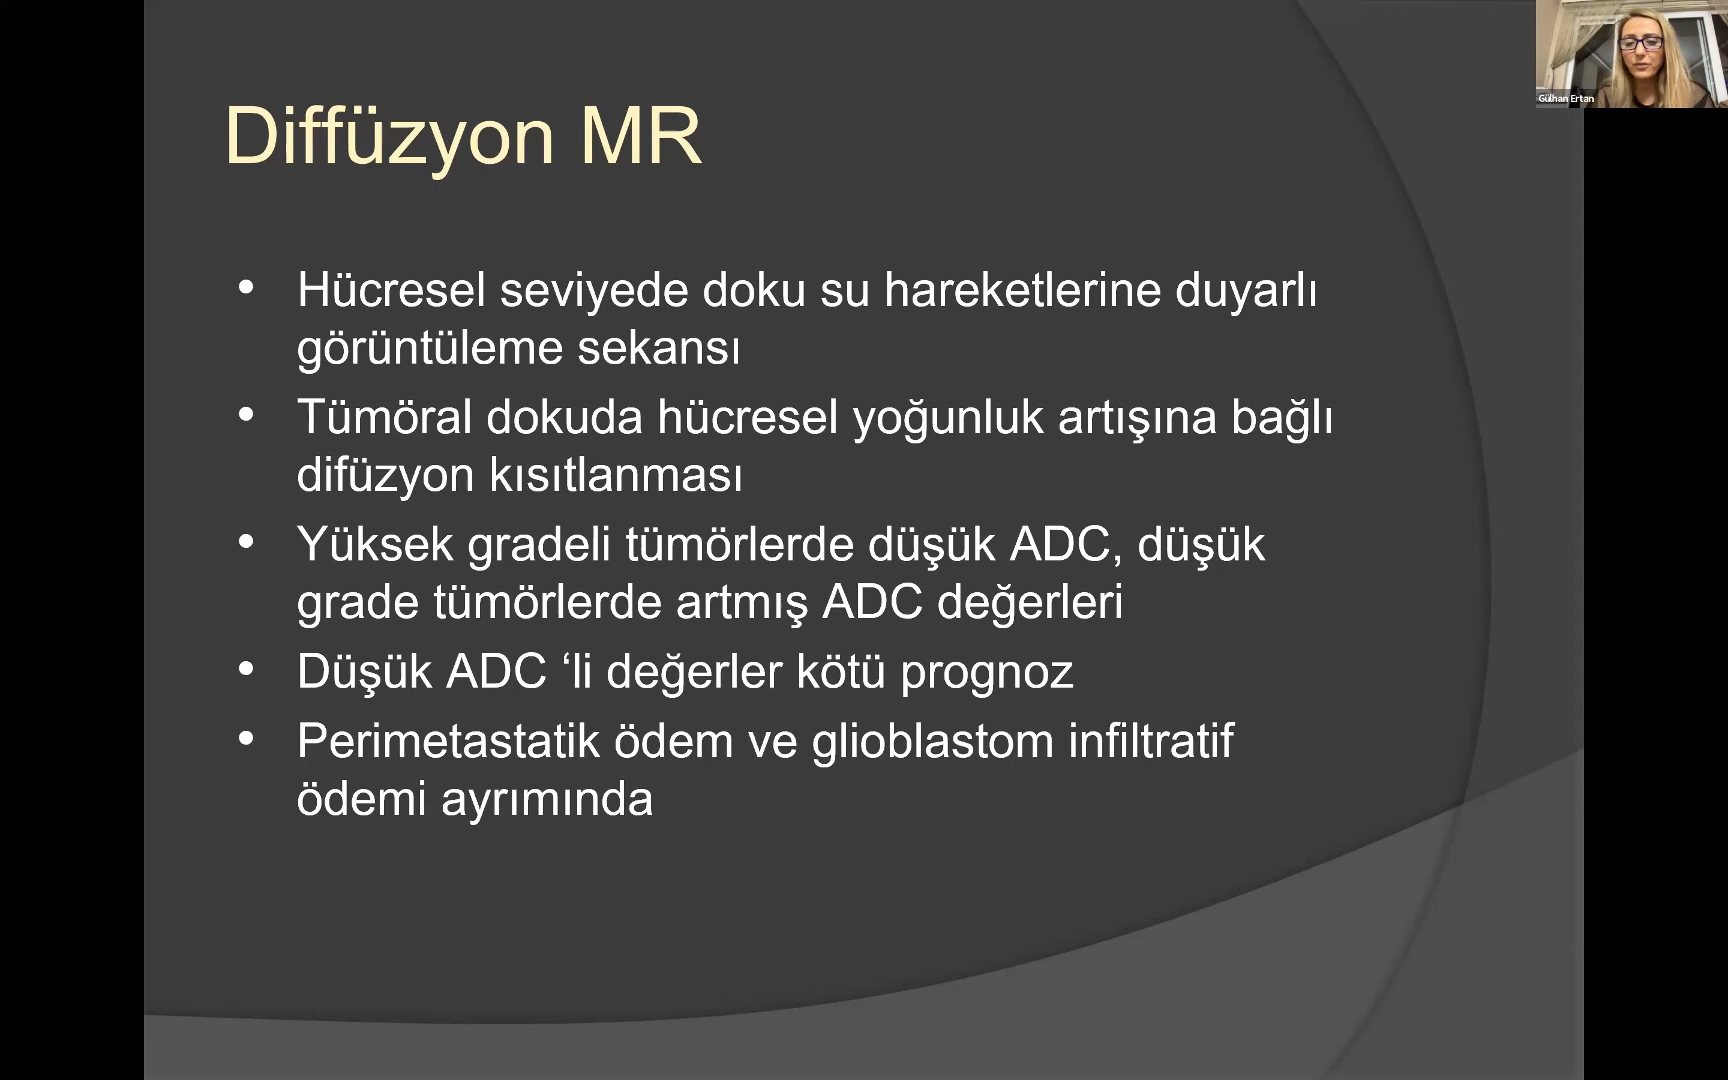 Diffüzyon MR
• Hücresel seviyede doku su hareketlerine duyarlı
görüntüleme sekansı
• Tümöral dokuda hücresel yoğunluk artışına bağlı
difüzyon kısıtlanması
• Yüksek gradeli tümörlerde düşük ADC, düşük
grade tümörlerde artmış ADC değerleri
• Düşük ADC ‘li değerler kötü prognoz
• Perimetastatik ödem ve glioblastom infiltratif
ödemi ayrımında
Gülhan Ertan